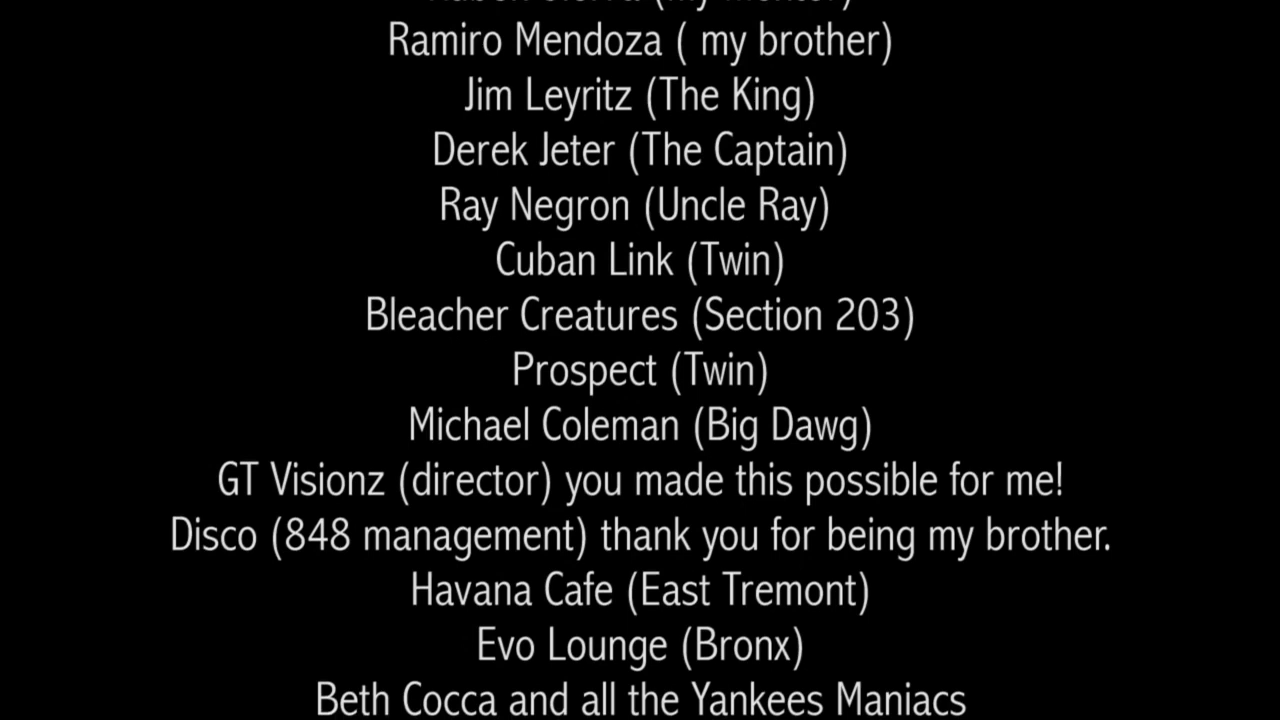 Ramiro Mendoza ( my brother)
Jim Leyritz (The King)
Derek Jeter (The Captain)
Ray Negron (Uncle Ray)
Cuban Link (Twin)
Bleacher Creatures (Section 203)
Prospect (Twin)
Michael Coleman (Big Dawg)
GT Visionz (director) you made this possible for me!
Disco (848 management) thank you for being my brother.
Havana Cafe (East Tremont)
Evo Lounge (Bronx)
Beth Cocca and all the Yankees Maniacs